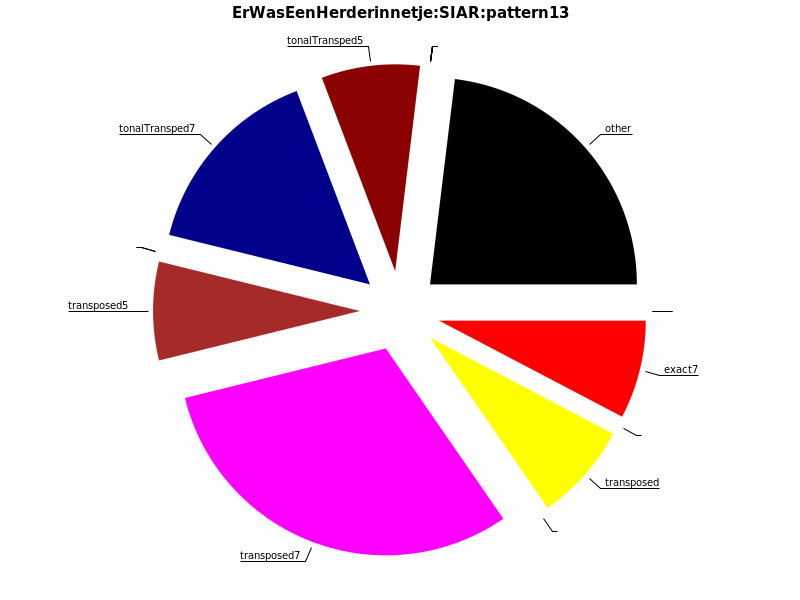 ErWasEenHerderinnetje:SIAR:pattern13
tonalTransped5
other
tonalTransped7
transposed5
exact7
transposed
transposed7